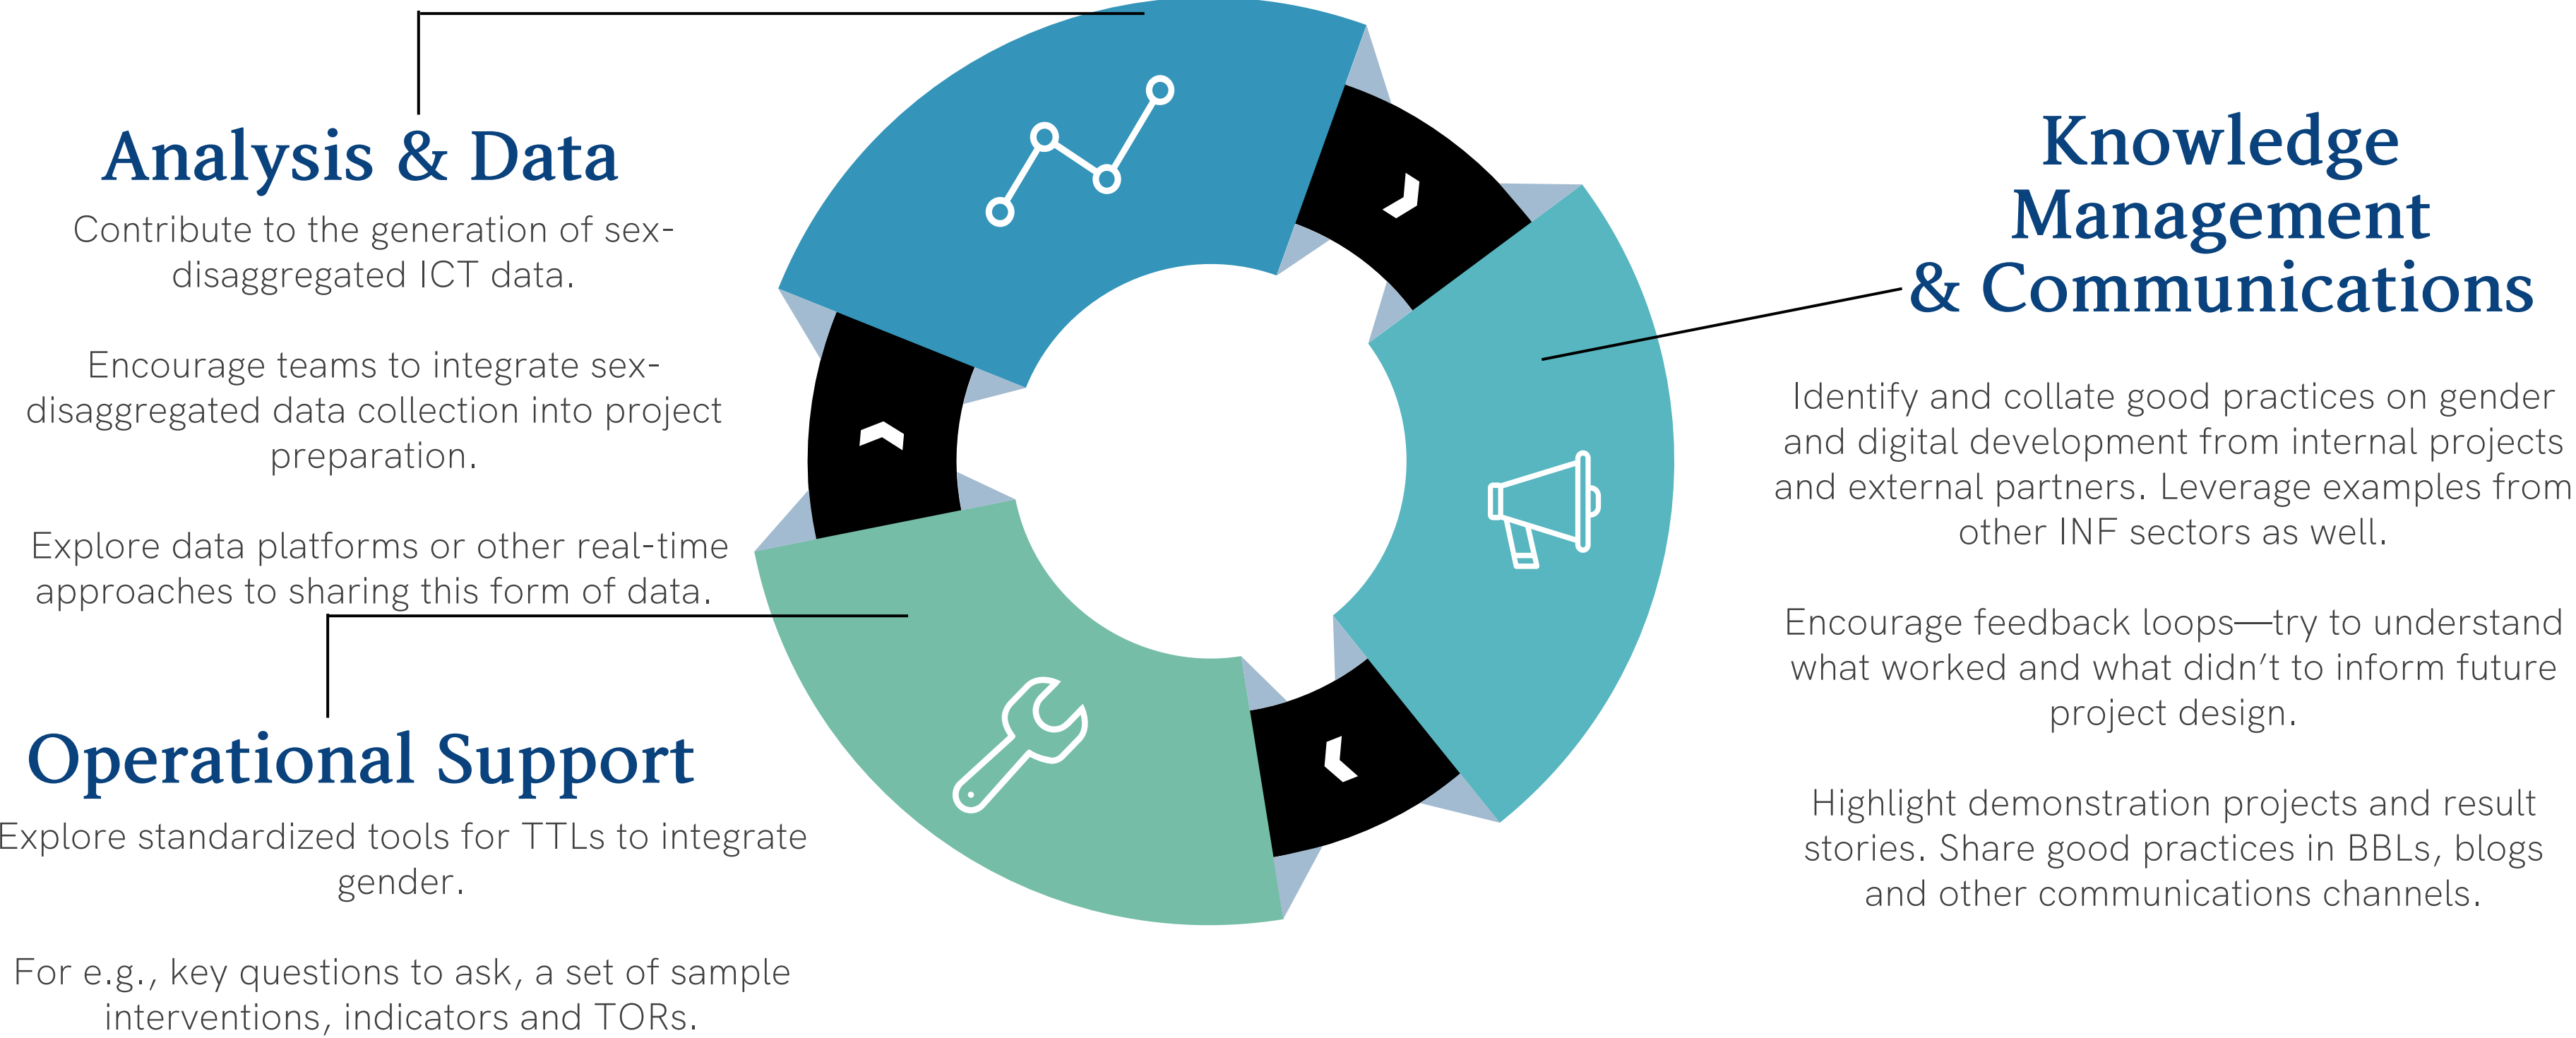 Analysis & Data
Contribute to the generation of sex-
disaggregated ICT data.
Encourage teams to integrate sex-
disaggregated data collection into project
preparation.
Explore data platforms or other real-time
approaches to sharing this form of data.
Operational Support
Explore standardized tools for TTLs to integrate
gender.
For e.g., key questions to ask, a set of sample
interventions, indicators and TORs.
Knowledge
Management
& Communications
Identify and collate good practices on gender
and digital development from internal projects
and external partners. Leverage examples from
other INF sectors as well.
Encourage feedback loops—try to understand
what worked and what didn’t to inform future
project design.
Highlight demonstration projects and result
stories. Share good practices in BBLs, blogs
and other communications channels.